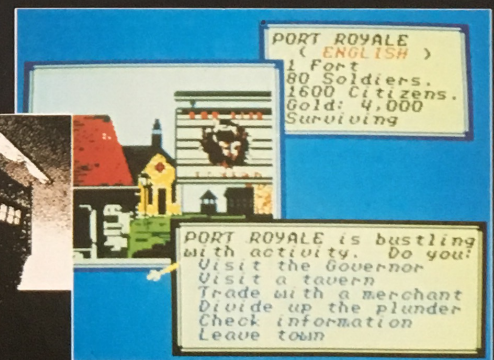 PORT ROYALE
( ENGLISH )
1 Fort
80 Soldiers.
1600 Citizens.
Gold: 4,000
Surviving
PORT ROYALE is bustling
with activity. Do you:
Visit the Governor
Visit a tavern
Trade with a merchant
Divide up the plunder
Check information
Leave town